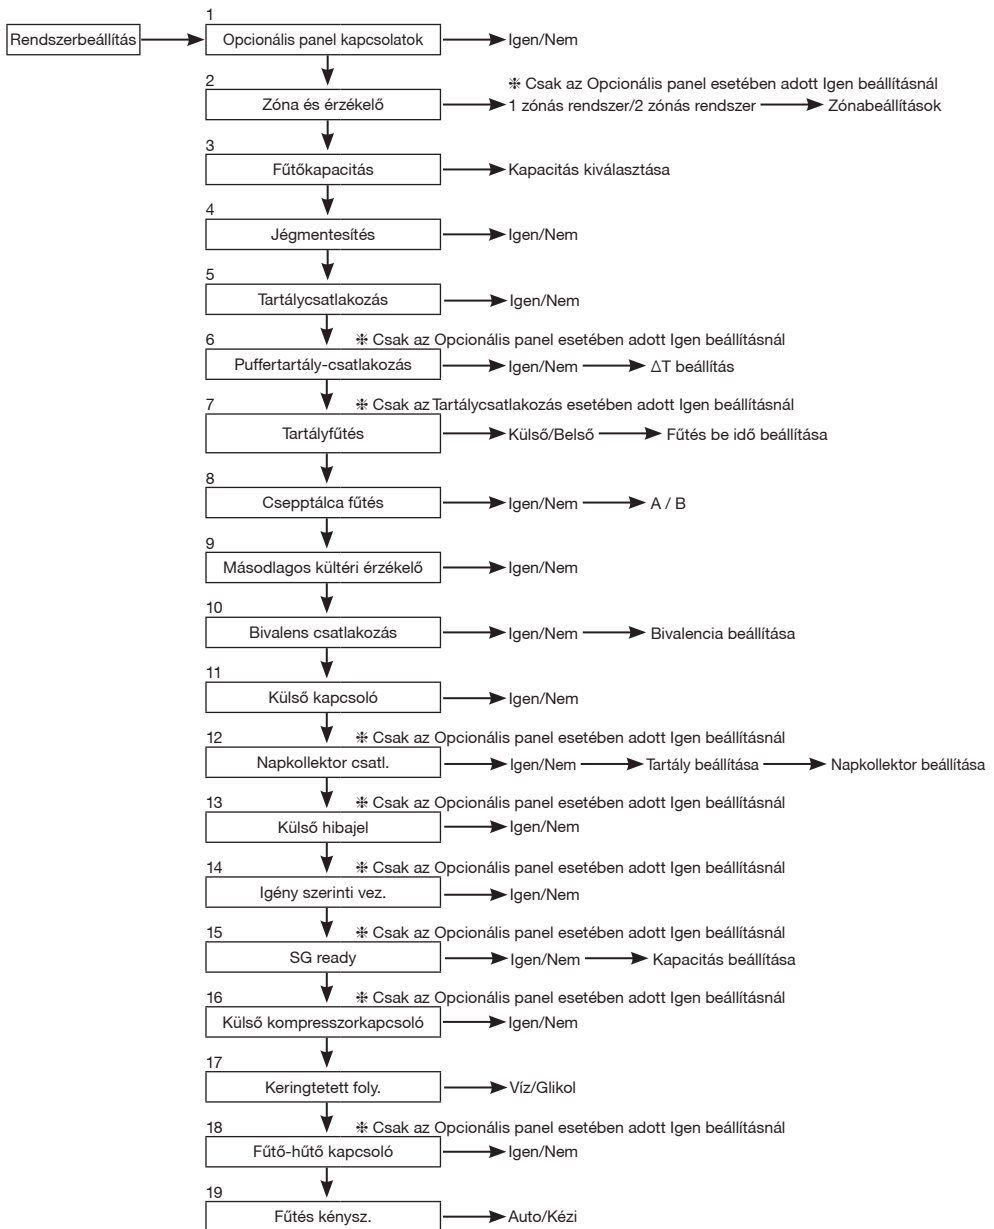 1
Rendszerbeállítás Opcionális panel kapcsolatok Igen/Nem
2
❈ Csak az Opcionális panel esetében adott Igen beállításnál
Zóna és érzékelő 1 zónás rendszer/2 zónás rendszer Zónabeállítások
3
Fűtőkapacitás Kapacitás kiválasztása
4
Jégmentesítés Igen/Nem
5
Tartálycsatlakozás Igen/Nem
6 ❈ Csak az Opcionális panel esetében adott Igen beállításnál
Puffertartály-csatlakozás Igen/Nem ΔT beállítás
7 ❈ Csak az Tartálycsatlakozás esetében adott Igen beállításnál
Tartályfűtés Külső/Belső Fűtés be idő beállítása
8
Csepptálca fűtés Igen/Nem A / B
9
Másodlagos kültéri érzékelő Igen/Nem
10
Bivalens csatlakozás Igen/Nem Bivalencia beállítása
11
Külső kapcsoló Igen/Nem
12 ❈ Csak az Opcionális panel esetében adott Igen beállításnál
Napkollektor csatl. Igen/Nem Tartály beállítása Napkollektor beállítása
13 ❈ Csak az Opcionális panel esetében adott Igen beállításnál
Külső hibajel Igen/Nem
14 ❈ Csak az Opcionális panel esetében adott Igen beállításnál
Igény szerinti vez. Igen/Nem
15 ❈ Csak az Opcionális panel esetében adott Igen beállításnál
SG ready Igen/Nem Kapacitás beállítása
16 ❈ Csak az Opcionális panel esetében adott Igen beállításnál
Külső kompresszorkapcsoló Igen/Nem
17
Keringtetett foly. Víz/Glikol
18 ❈ Csak az Opcionális panel esetében adott Igen beállításnál
Fűtő-hűtő kapcsoló Igen/Nem
19
Fűtés kénysz. Auto/Kézi